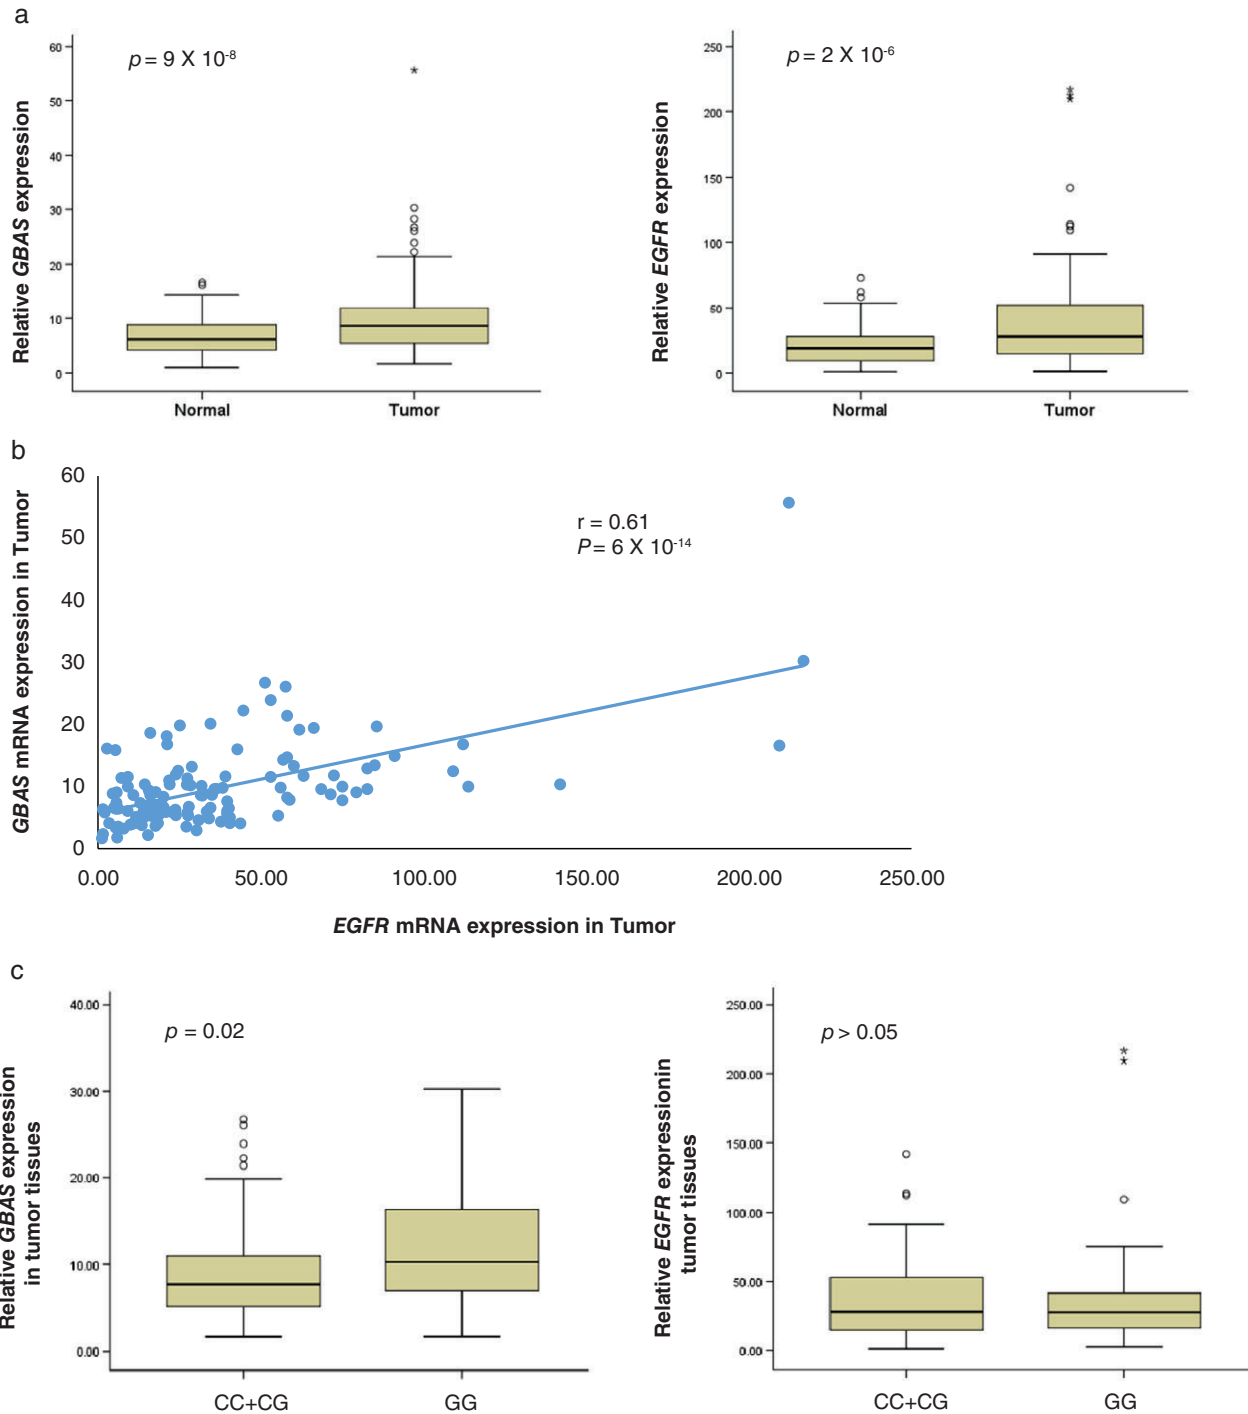 a
p = 9 X 10-8
Relative GBAS expression
60
50
40
30
20
10
0
*
Normal
Tumor
p = 2 X 10-6
Relative EGFR expression
250
200
150
100
50
0
*
*
*
Normal
Tumor
b
GBAS mRNA expression in Tumor
60
50
40
30
20
10
0
r = 0.61
P = 6 X 10-14
0.00 50.00 100.00 150.00 200.00 250.00
EGFR mRNA expression in Tumor
c
Relative GBAS expression
in tumor tissues
40.00
30.00
20.00
10.00
0.00
p = 0.02
CC+CG
GG
Relative EGFR expressionin
tumor tissues
250.00
200.00
150.00
100.00
50.00
0.00
p > 0.05
*
*
CC+CG
GG